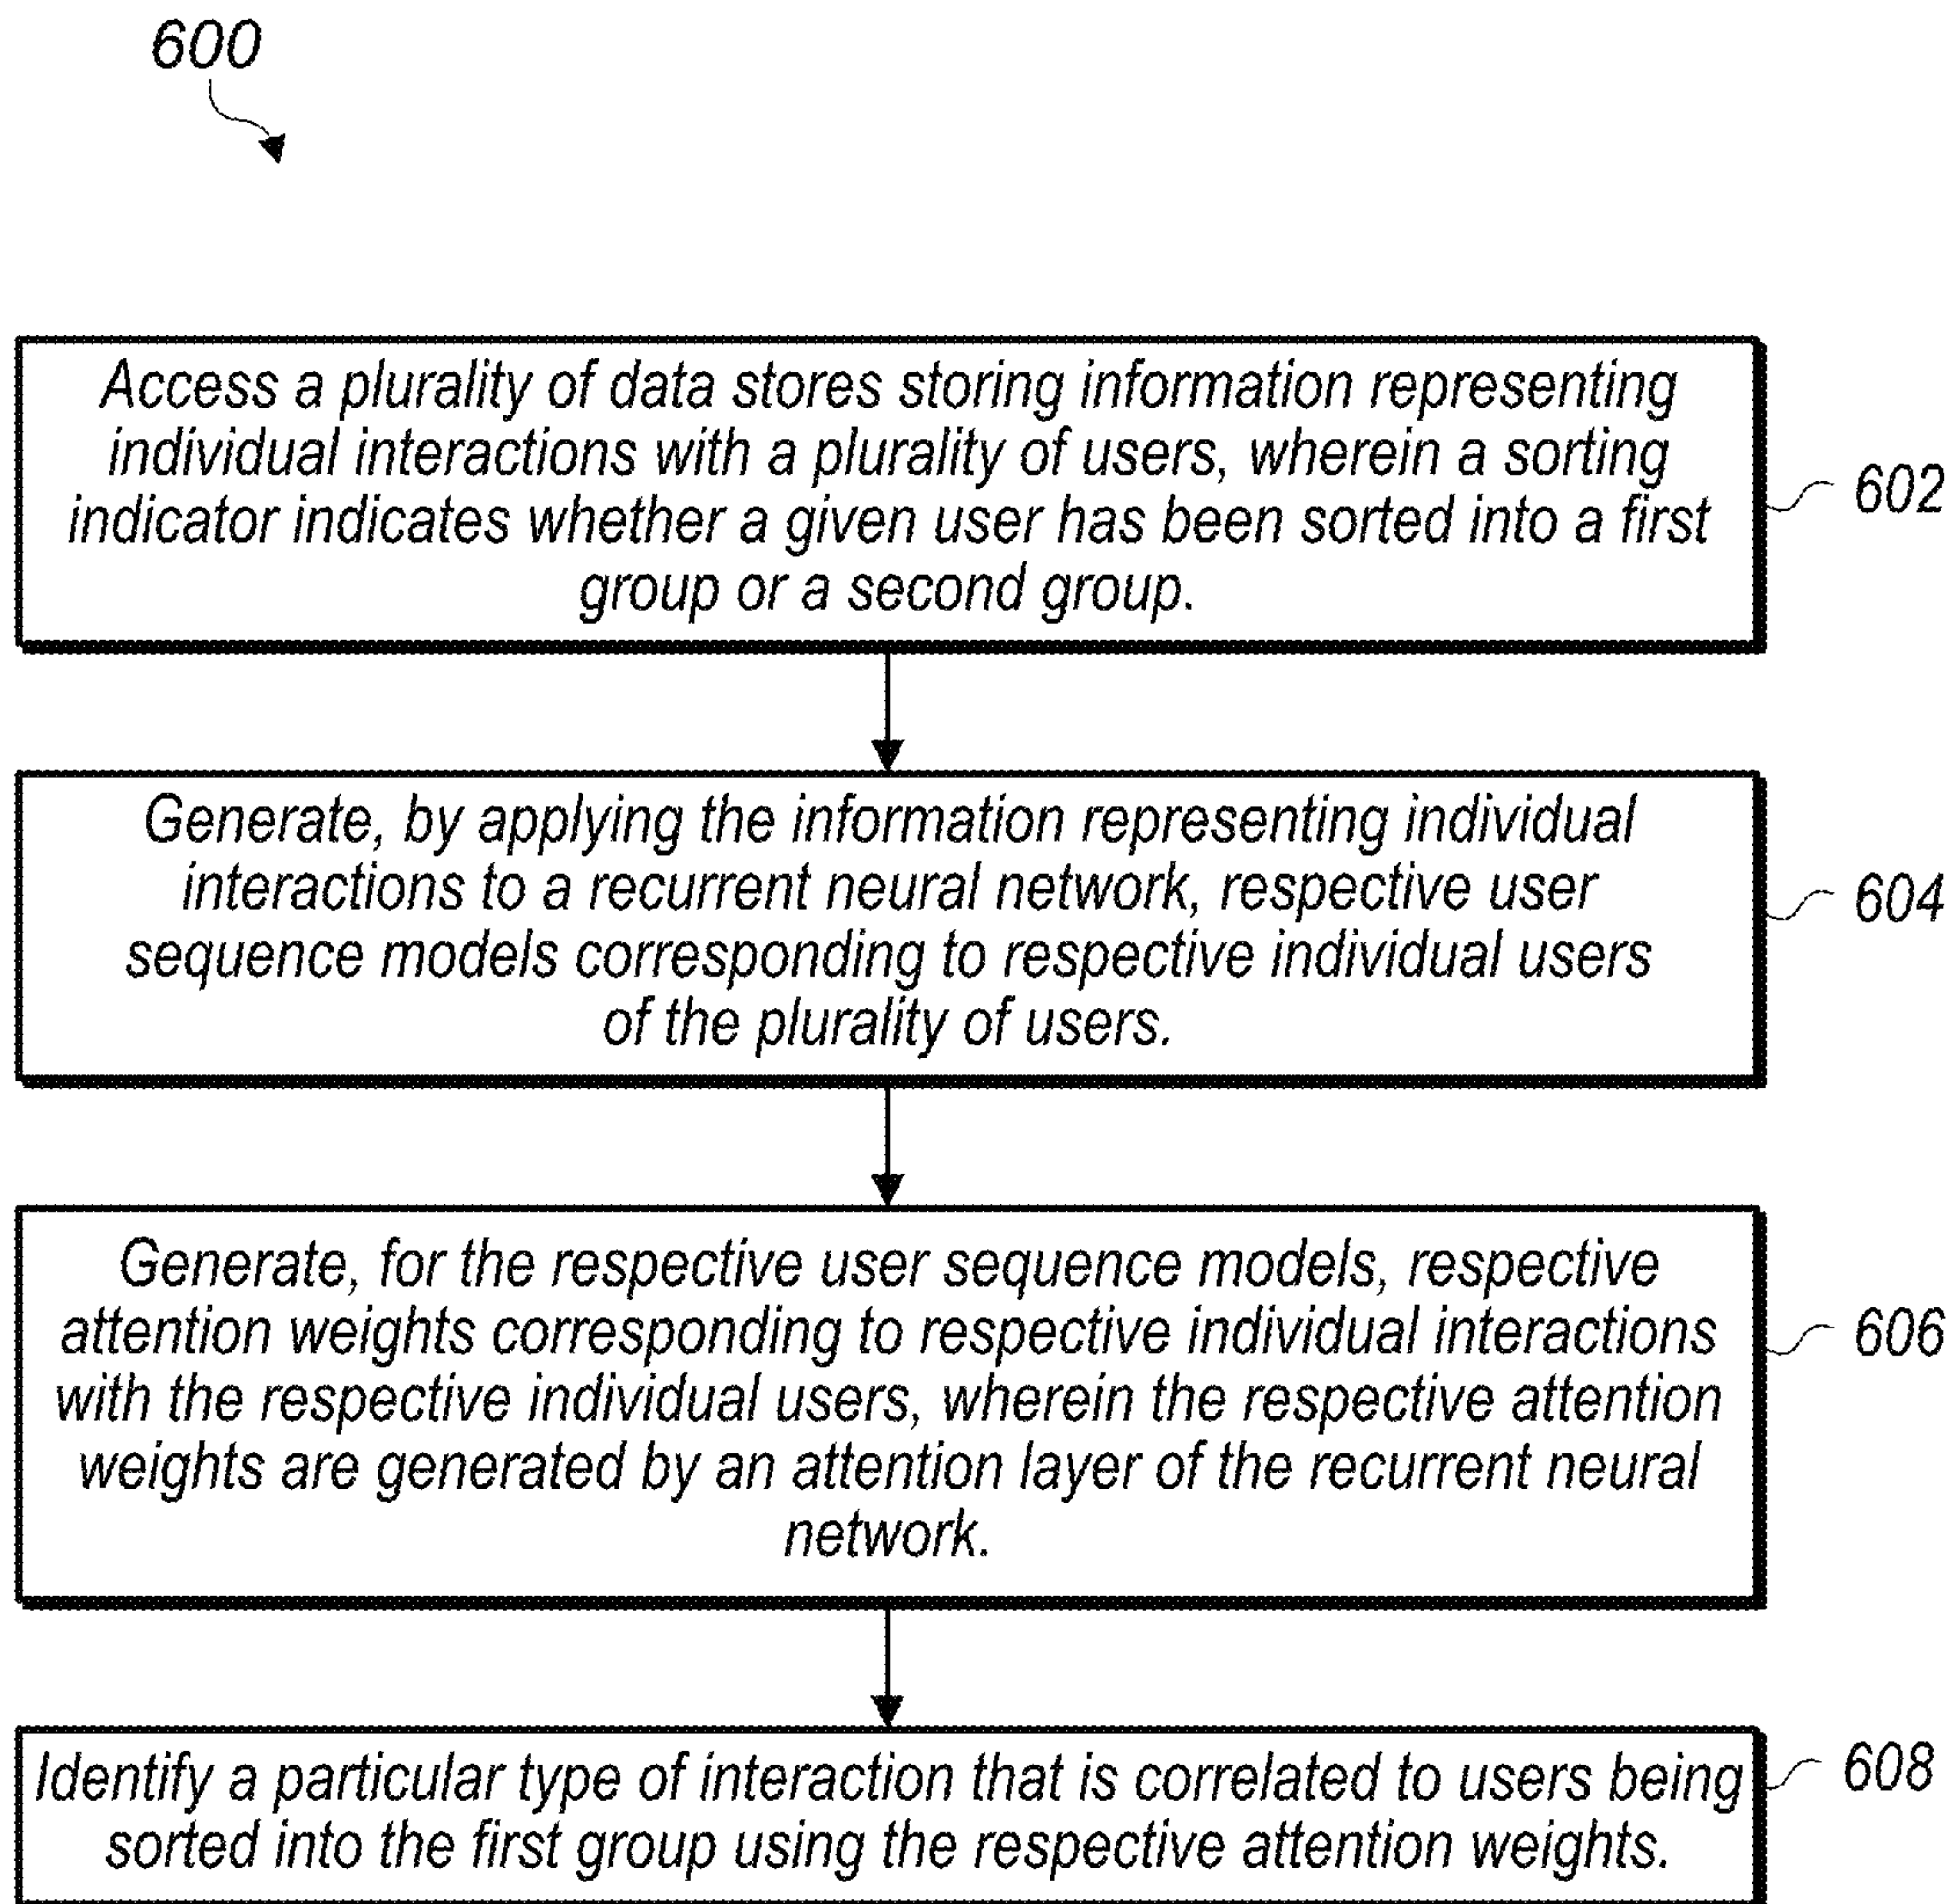 600
Access a plurality of data stores storing information representing
individual interactions with a plurality of users, wherein a sorting
indicator indicates whether a given user has been sorted into a first
group or a second group.
602
Generate, by applying the information representing individual
interactions to a recurrent neural network, respective user
sequence models corresponding to respective individual users
of the plurality of users.
604
Generate, for the respective user sequence models, respective
attention weights corresponding to respective individual interactions
with the respective individual users, wherein the respective attention
weights are generated by an attention layer of the recurrent neural
network.
606
Identify a particular type of interaction that is correlated to users being
sorted into the first group using the respective attention weights.
608